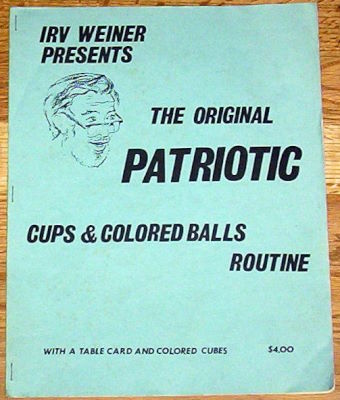 IRV WEINER
PRESENTS
THE ORIGINAL
PATRIOTIC
CUPS & COLORED BALLS
ROUTINE
WITH A TABLE CARD AND COLORED CUBES $4.00